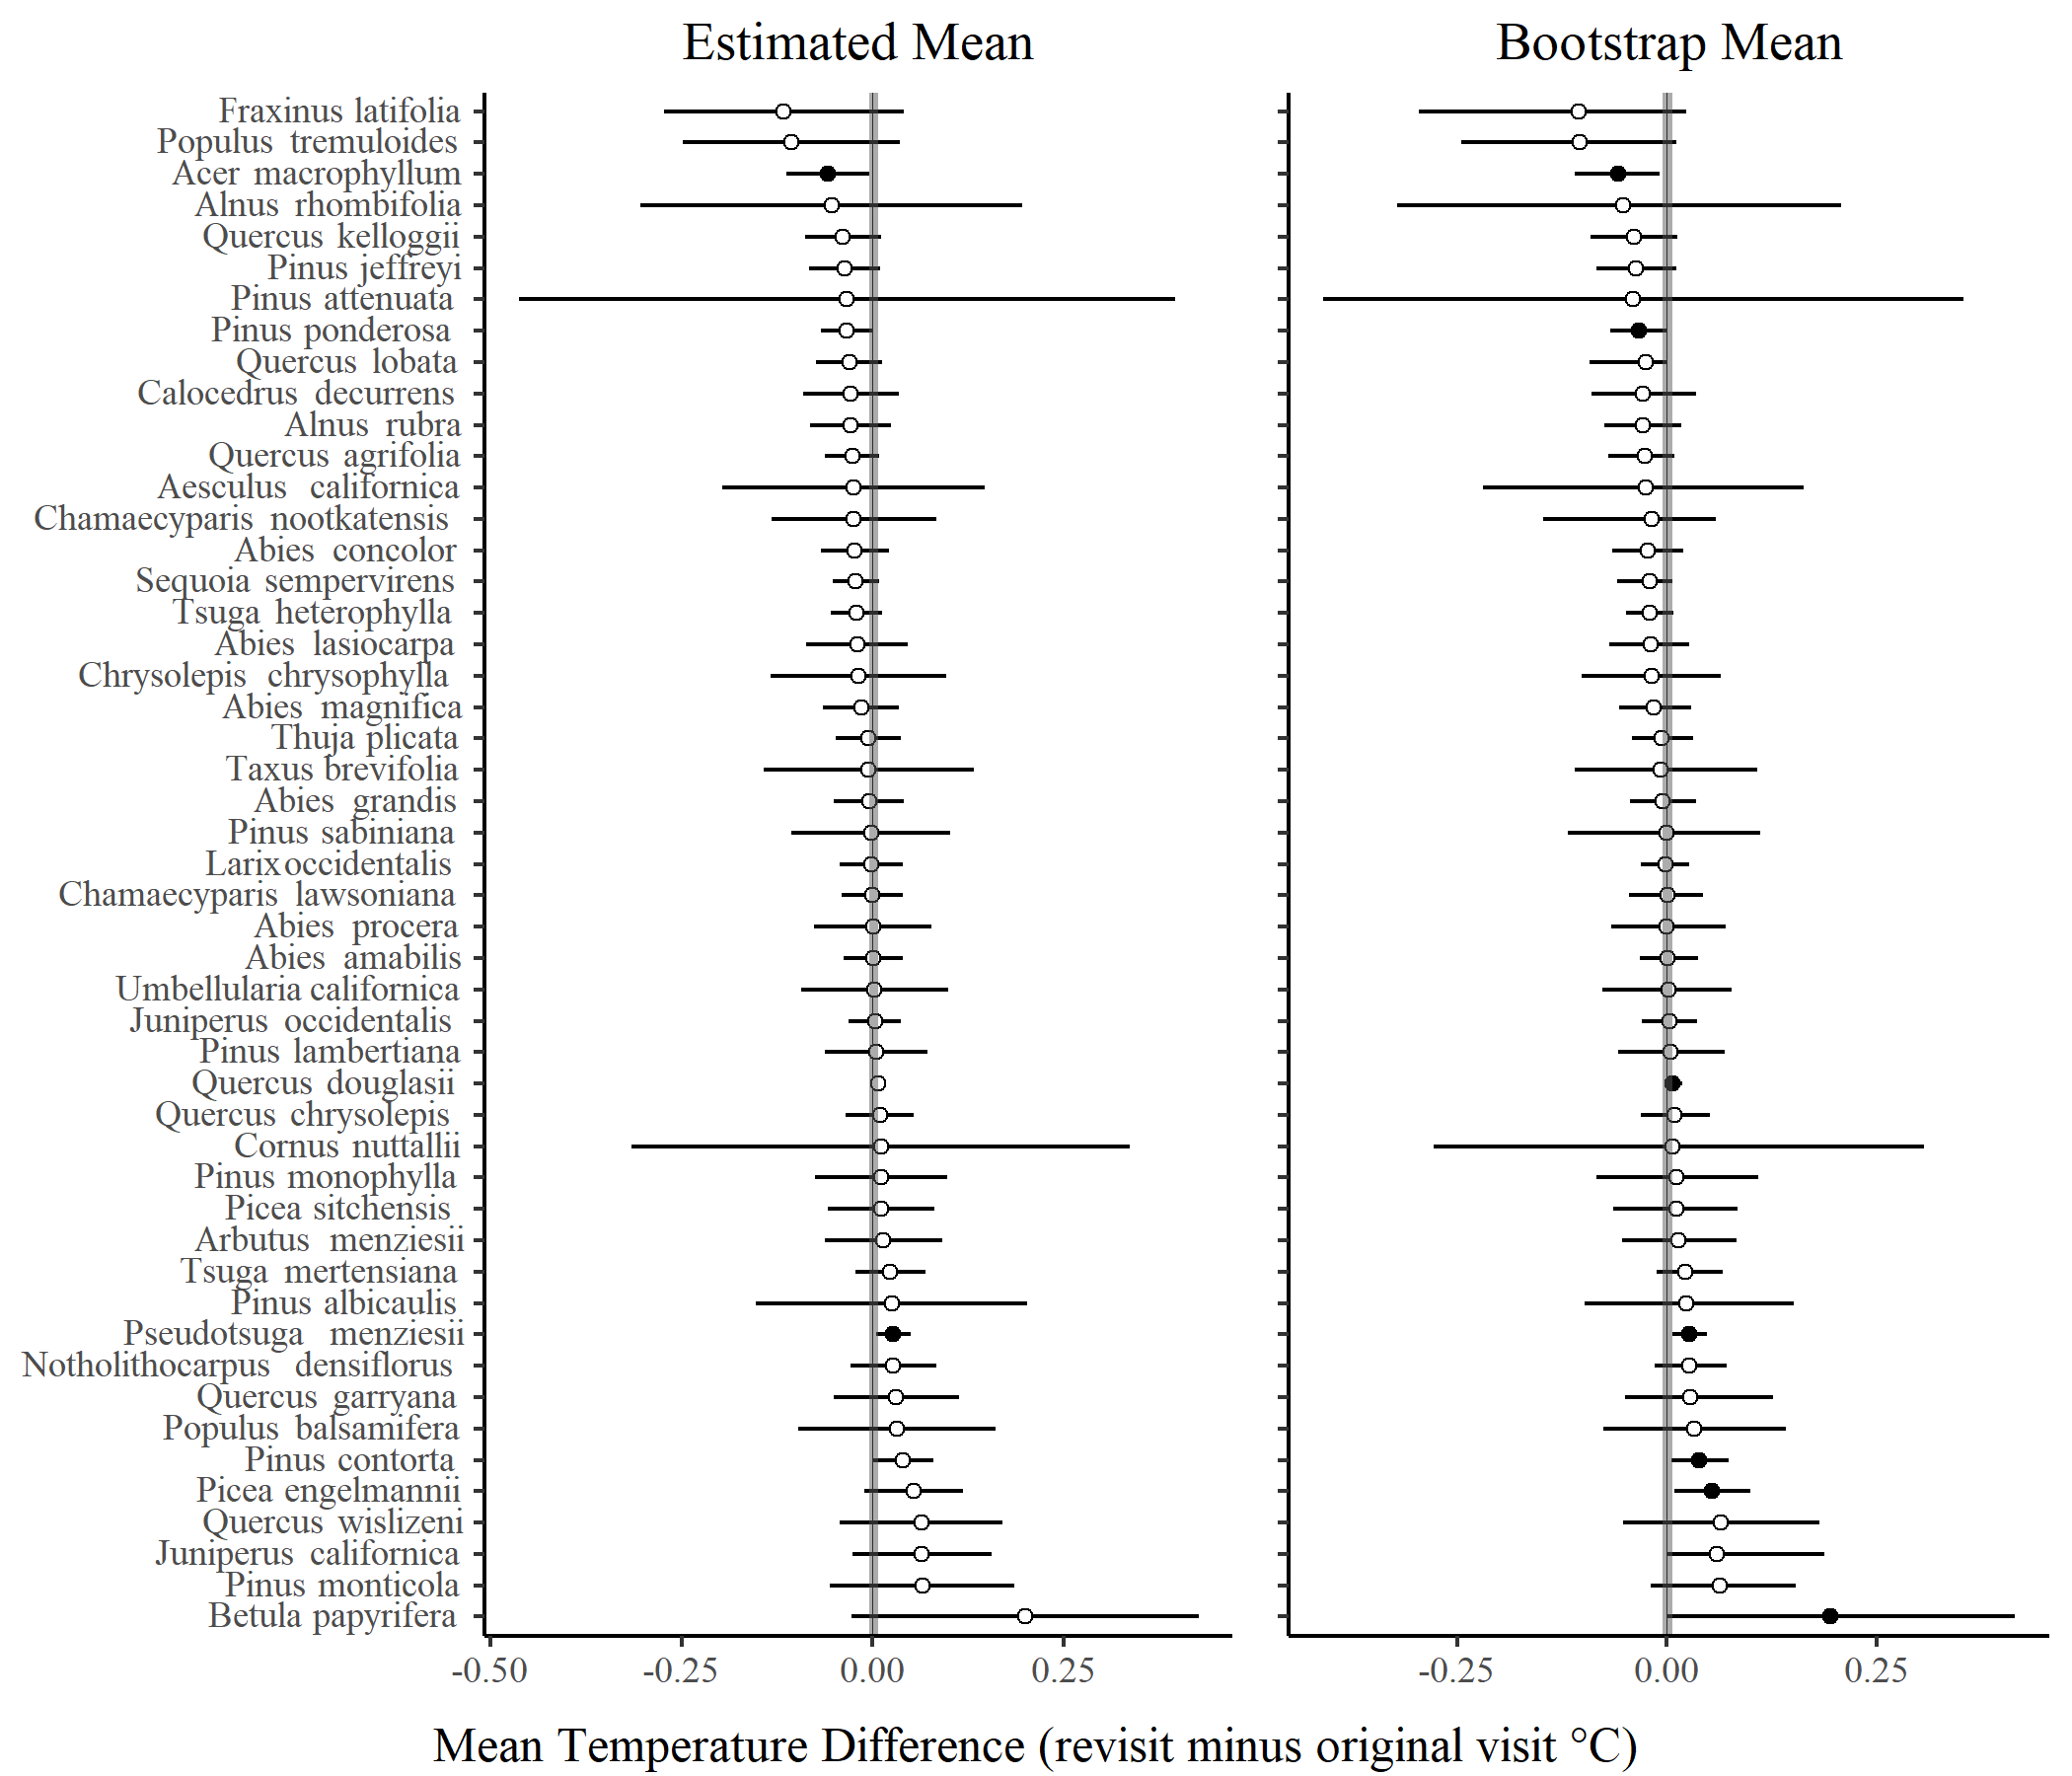 Estimated Mean
Bootstrap Mean
Fraxinus latifolia
Populus tremuloides
Acer macrophyllum
Alnus rhombifolia
Quercus kelloggii
Pinus jeffreyi
Pinus attenuata
Pinus ponderosa
Quercus lobata
Calocedrus decurrens
Alnus rubra
Quercus agrifolia
Aesculus californica
Chamaecyparis nootkatensis
Abies concolor
Sequoia sempervirens
Tsuga heterophylla
Abies lasiocarpa
Chrysolepis chrysophylla
Abies magnifica
Thuja plicata
Taxus brevifolia
Abies grandis
Pinus sabiniana
Larix occidentalis
Chamaecyparis lawsoniana
Abies procera
Abies amabilis
Umbellularia californica
Juniperus occidentalis
Pinus lambertiana
Quercus douglasii
Quercus chrysolepis
Cornus nuttallii
Pinus monophylla
Picea sitchensis
Arbutus menziesii
Tsuga mertensiana
Pinus albicaulis
Pseudotsuga menziesii
Notholithocarpus densiflorus
Quercus garryana
Populus balsamifera
Pinus contorta
Picea engelmannii
Quercus wislizeni
Juniperus californica
Pinus monticola
Betula papyrifera
-0.50 -0.25 0.00 0.25
-0.25 0.00 0.25
Mean Temperature Difference (revisit minus original visit °C)